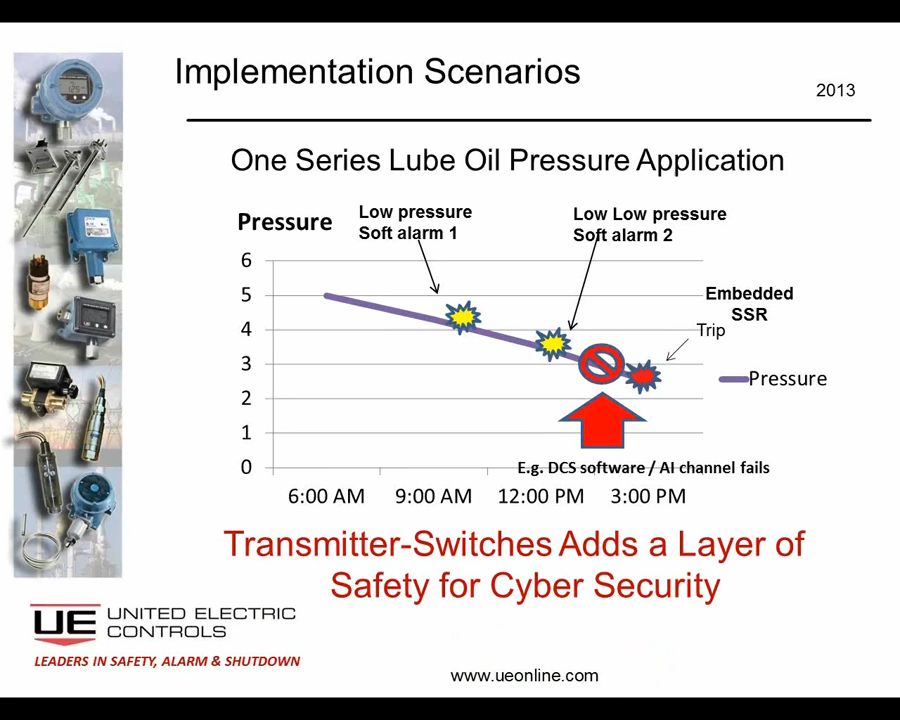 Implementation Scenarios
2013
One Series Lube Oil Pressure Application
Pressure
Low pressure
Soft alarm 1
Low Low pressure
Soft alarm 2
6
5
4
3
2
1
0
Embedded
SSR
Trip
Pressure
E.g. DCS software / AI channel fails
6:00 AM 9:00 AM 12:00 PM 3:00 PM
Transmitter-Switches Adds a Layer of
Safety for Cyber Security
UE UNITED ELECTRIC
CONTROLS
LEADERS IN SAFETY, ALARM & SHUTDOWN
www.ueonline.com